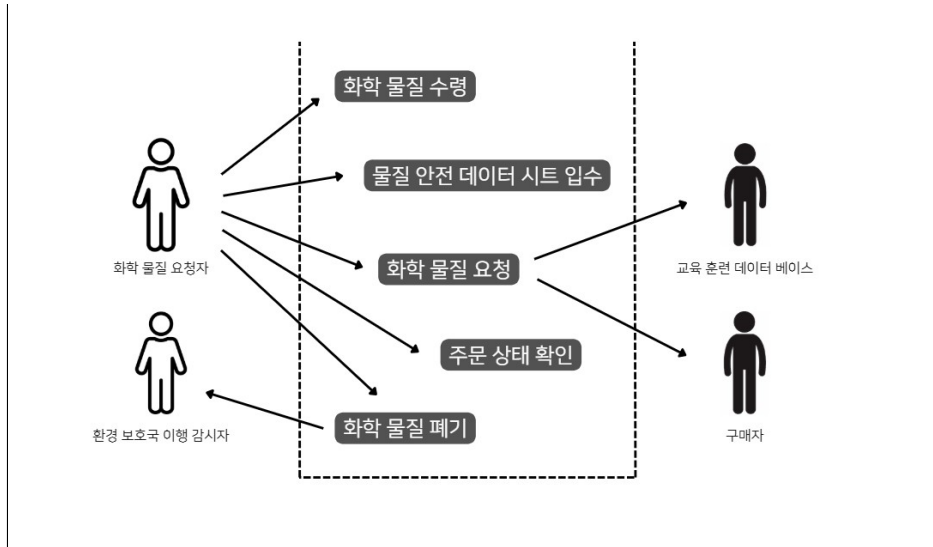 화학 물질 수령
물질 안전 데이터 시트 입수
화학 물질 요청자
화학 물질 요청
교육 훈련 데이터 베이스
주문 상태 확인
환경 보호국 이행 감시자
화학 물질 폐기
구매자